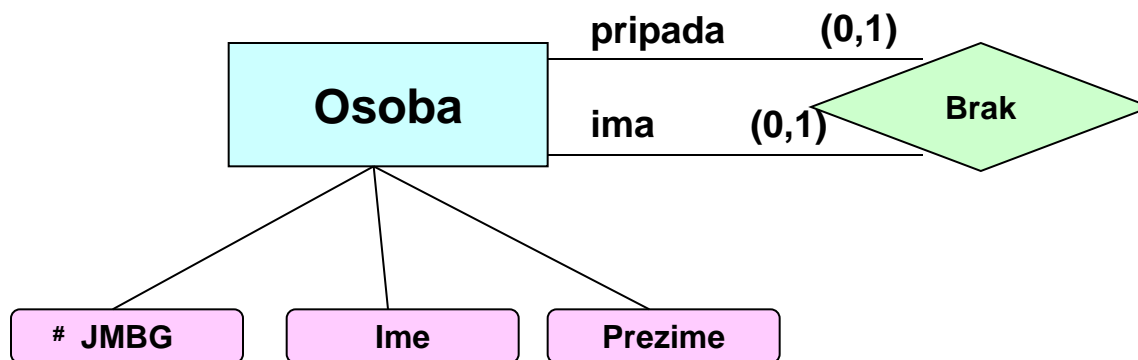 pripada (0,1)
Osoba
ima (0,1)
Brak
# JMBG
Ime
Prezime